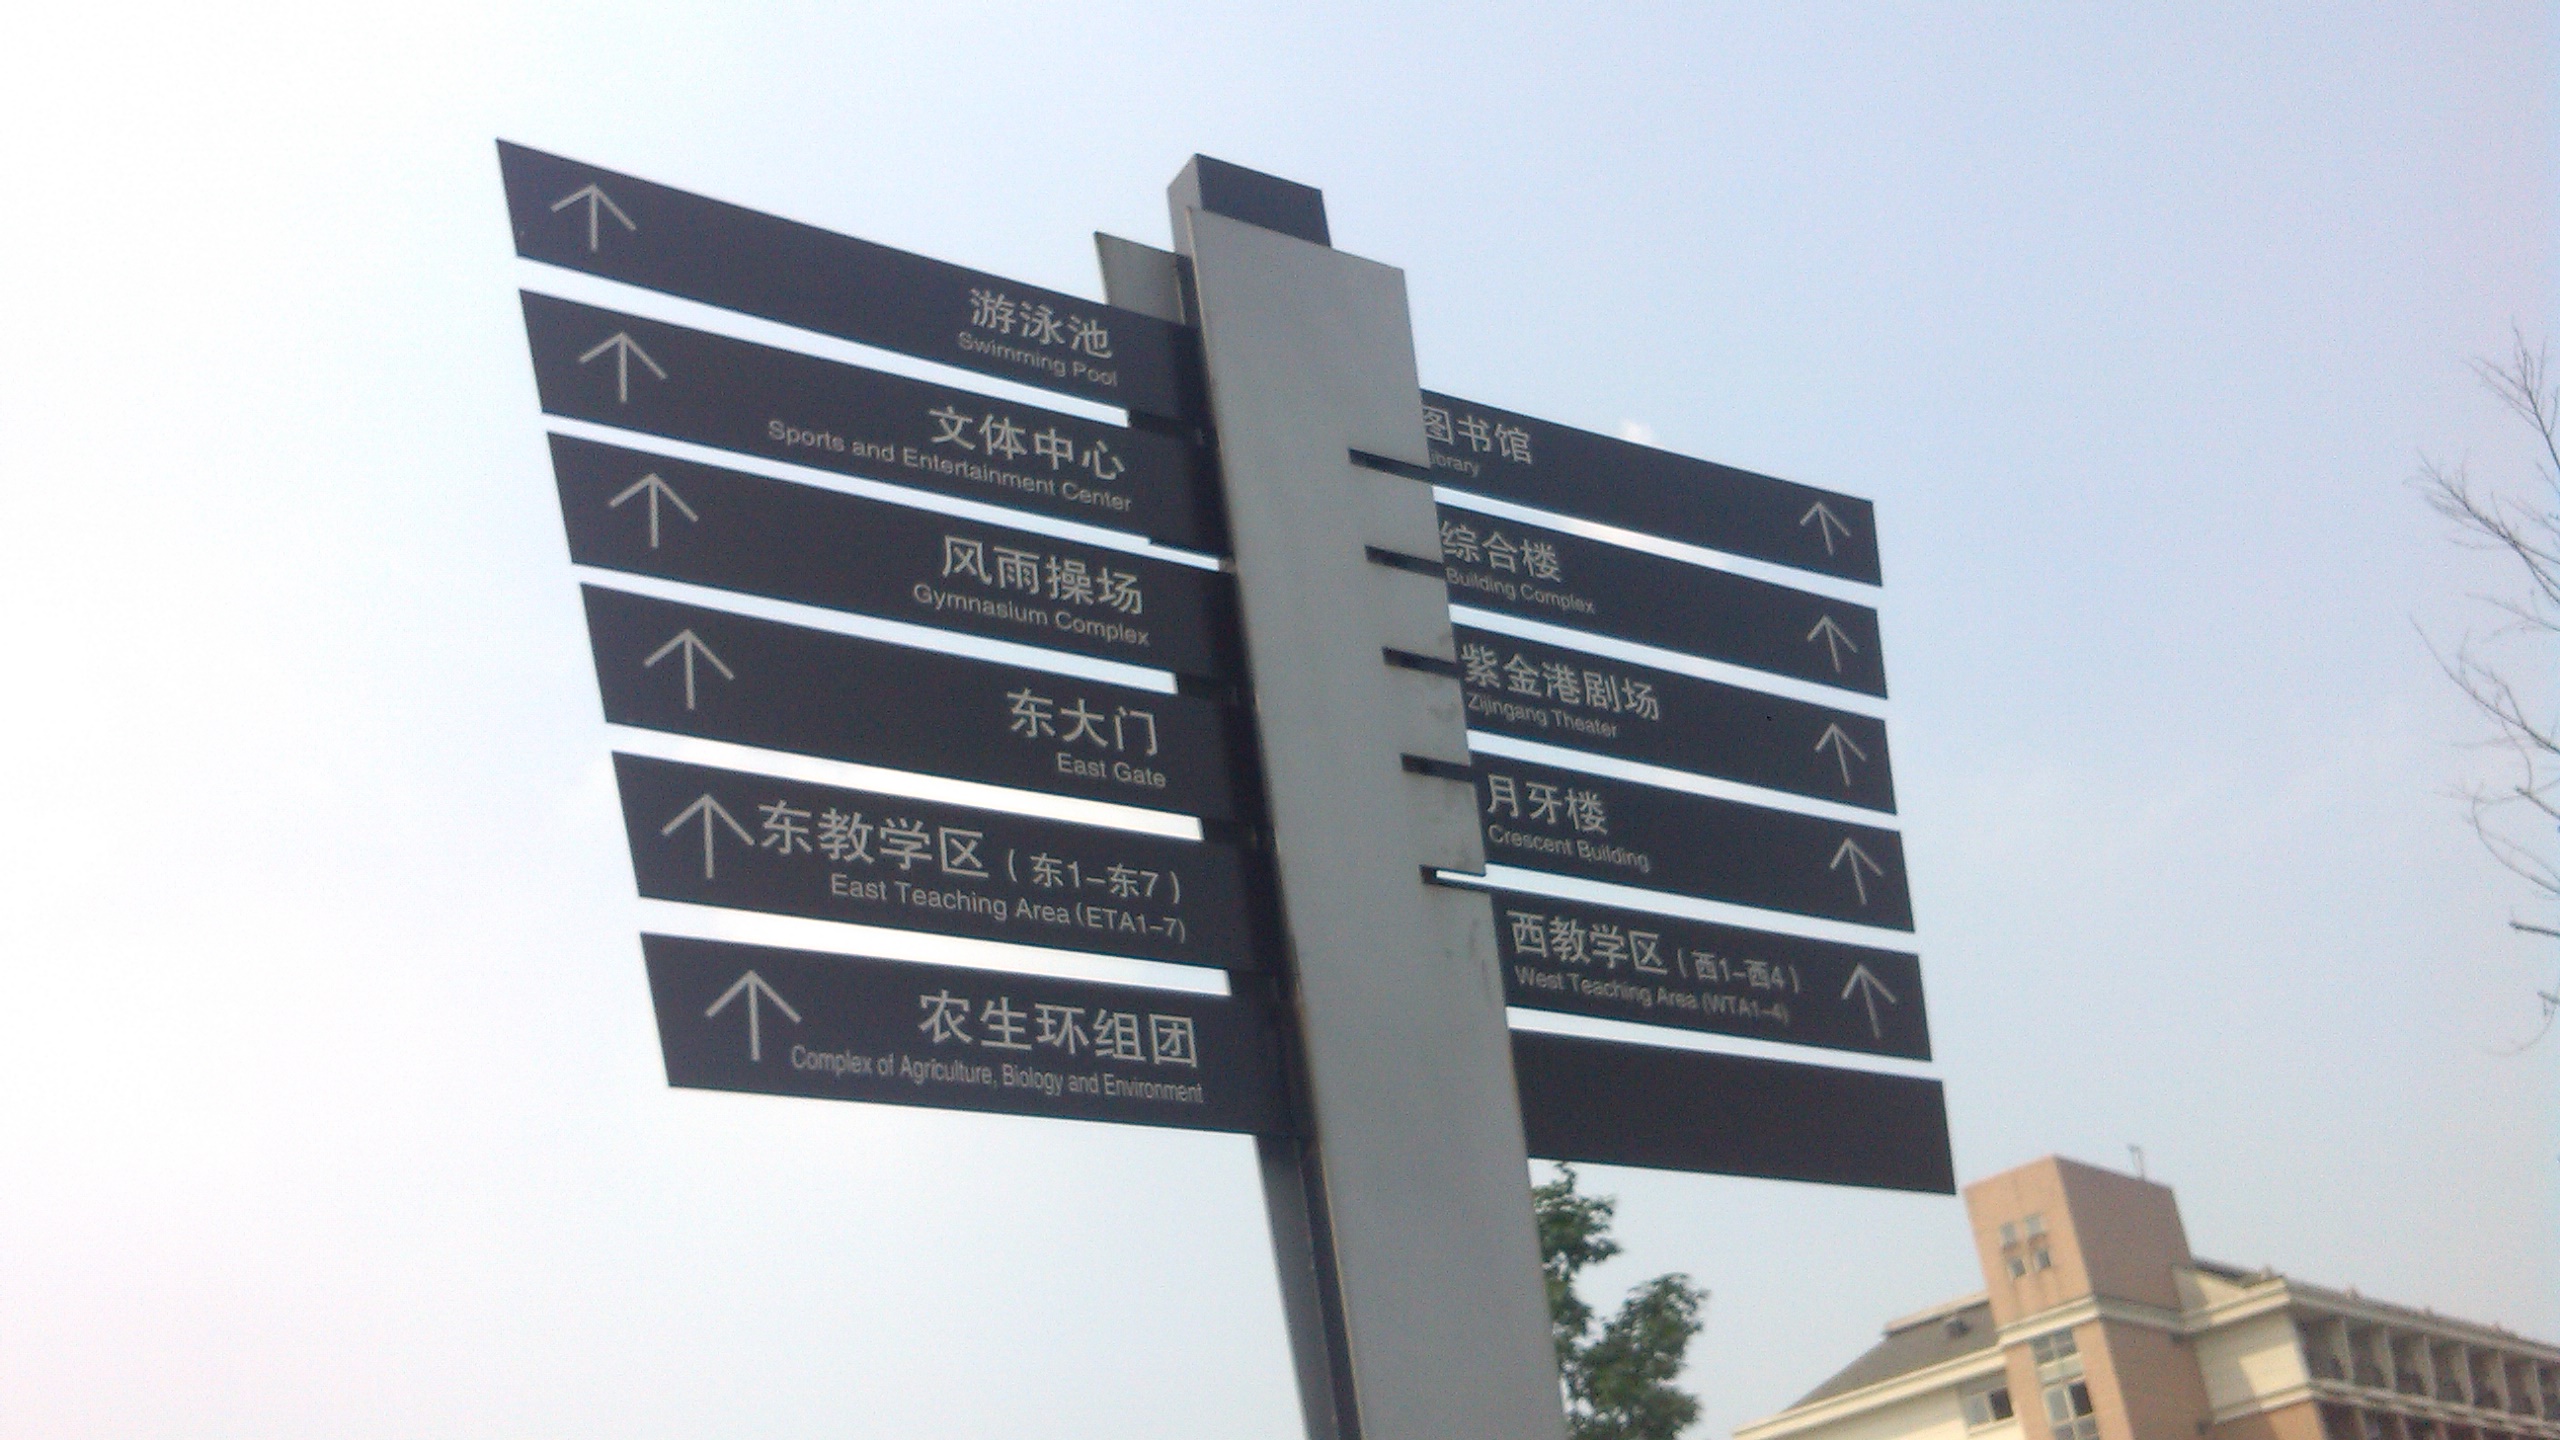 游泳池
Swimming Pool
文体中心
Sports and Entertainment Center
风雨操场
Gymnasium Complex
东大门
East Gate
东教学区(东1-东7)
East Teaching Area(ETA1-7)
农生环组团
Complex of Agriculture, Biology and Environment
图书馆
ibrary
综合楼
Building Complex
紫金港剧场
Zijingang Theater
月牙楼
Crescent Building
西教学区(西1-西4)
West Teaching Area (WTA1-4)